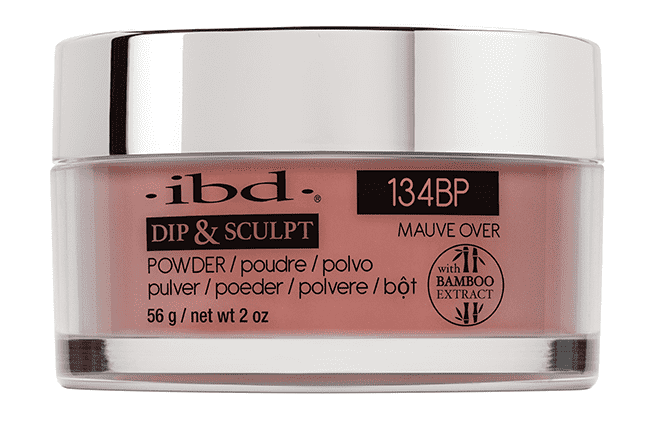 ·ibd·®
DIP & SCULPT
POWDER / poudre / polvo
pulver / poeder / polvere / bột
56 g / net wt 2 oz
134BP
MAUVE OVER
with
BAMBOO
EXTRACT